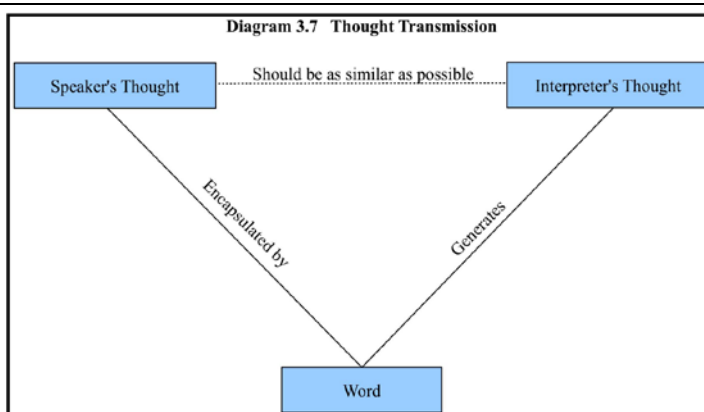 Diagram 3.7 Thought Transmission
Speaker's Thought
Should be as similar as possible
Interpreter's Thought
Encapsulated by
Generates
Word